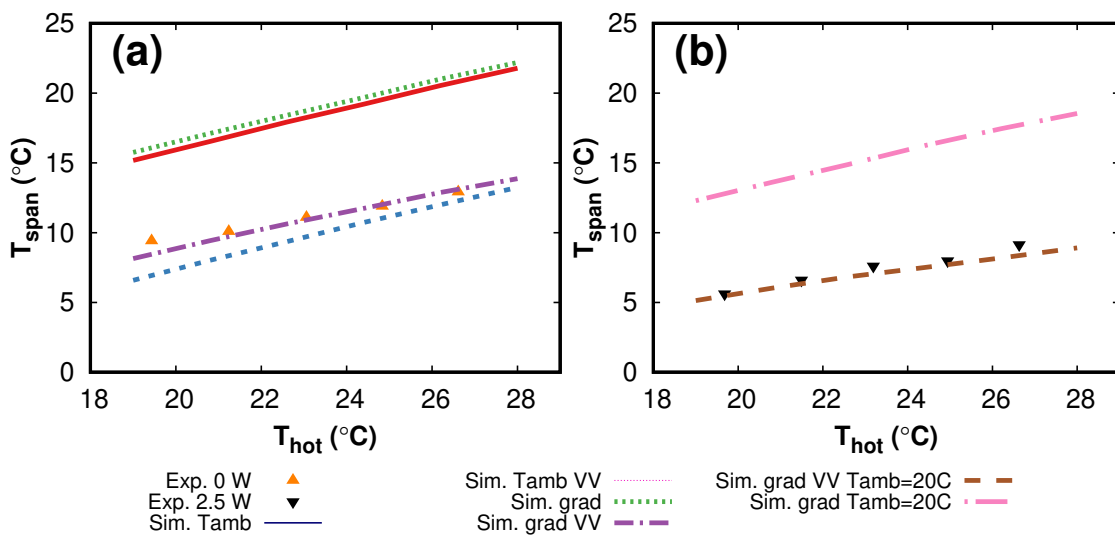 (a)
(b)
25
20
15
10
5
0
T_span (°C)
18 20 22 24 26 28
T_hot (°C)
25
20
15
10
5
0
T_span (°C)
18 20 22 24 26 28
T_hot (°C)
Exp. 0 W
Exp. 2.5 W
Sim. Tamb
Sim. Tamb VV
Sim. grad
Sim. grad VV
Sim. grad VV Tamb=20C
Sim. grad Tamb=20C